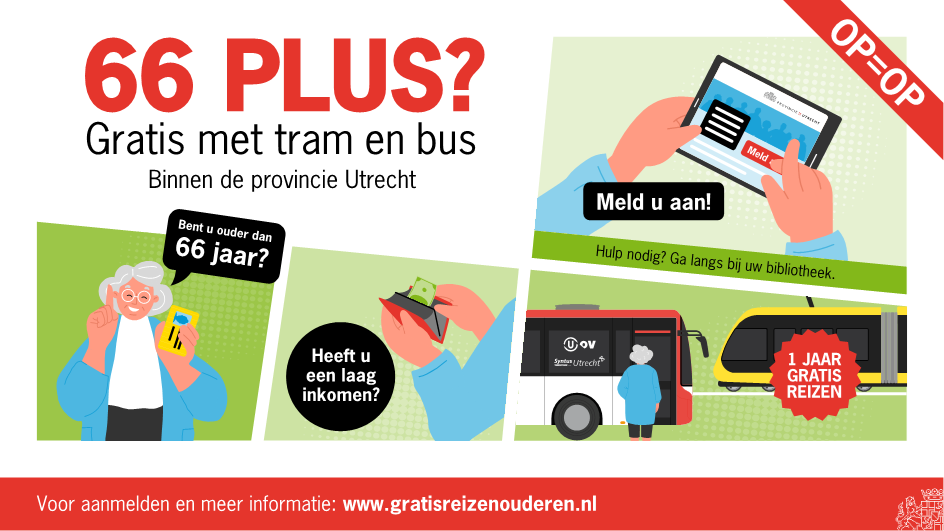 66 PLUS?
Gratis met tram en bus
Binnen de provincie Utrecht
OP=OP
PROVINCIE UTRECHT
Meld
Meld u aan!
Hulp nodig? Ga langs bij uw bibliotheek.
Bent u ouder dan
66 jaar?
Heeft u
een laag
inkomen?
U OV
Syntus Utrecht
1 JAAR
GRATIS
REIZEN
Voor aanmelden en meer informatie: www.gratisreizenouderen.nl